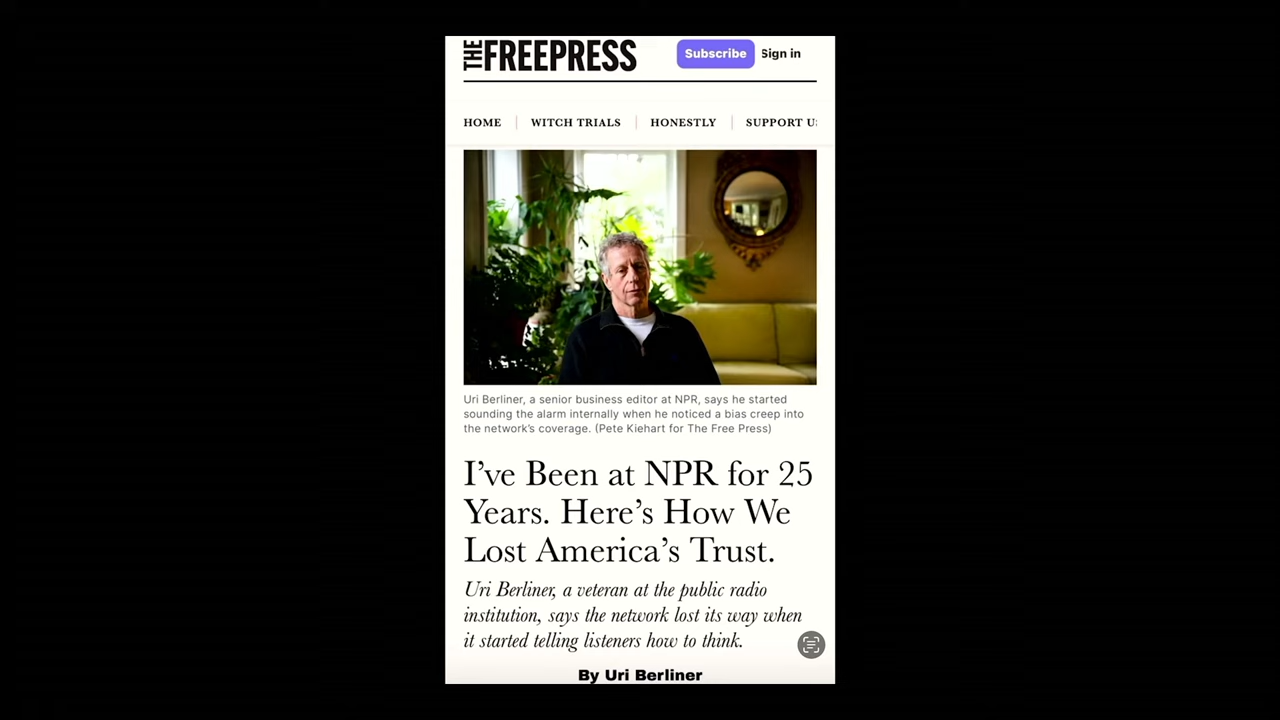 THE FREEPRESS
Subscribe Sign in
HOME WITCH TRIALS HONESTLY SUPPORT U
Uri Berliner, a senior business editor at NPR, says he started
sounding the alarm internally when he noticed a bias creep into
the network's coverage. (Pete Kiehart for The Free Press)
I've Been at NPR for 25
Years. Here's How We
Lost America's Trust.
Uri Berliner, a veteran at the public radio
institution, says the network lost its way when
it started telling listeners how to think.
By Uri Berliner